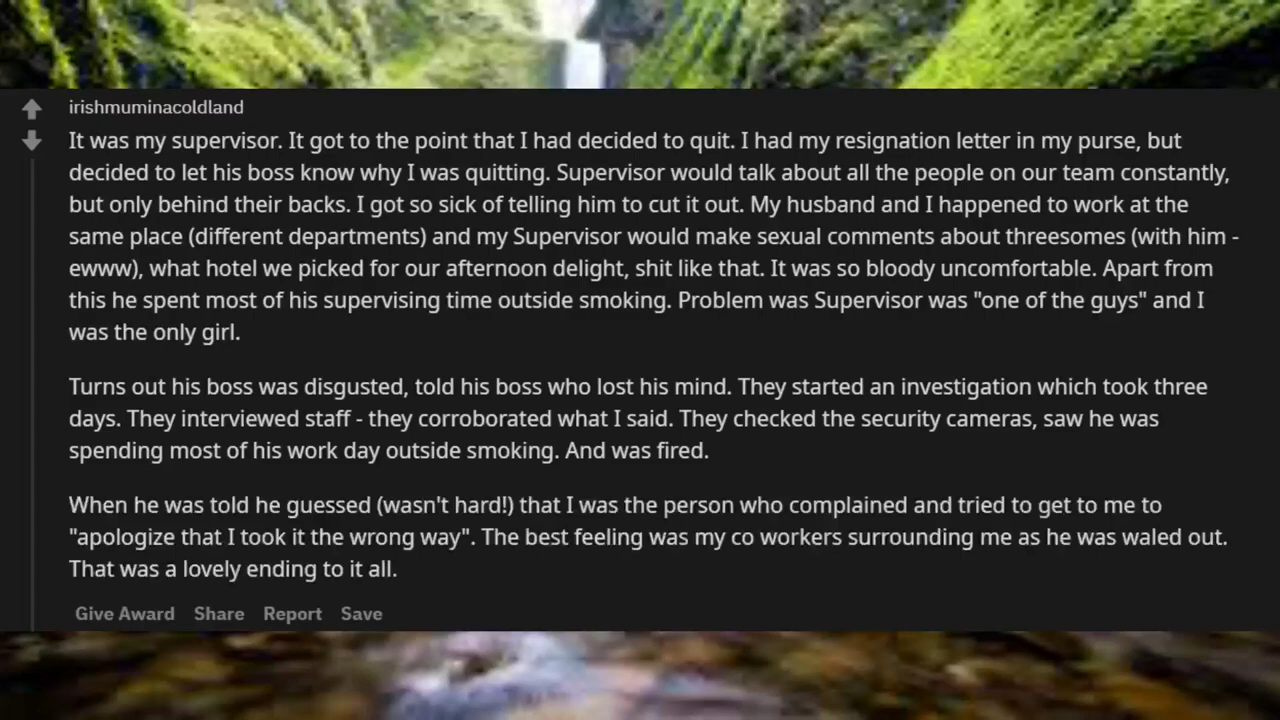 irishmuminacoldland
It was my supervisor. It got to the point that I had decided to quit. I had my resignation letter in my purse, but
decided to let his boss know why I was quitting. Supervisor would talk about all the people on our team constantly,
but only behind their backs. I got so sick of telling him to cut it out. My husband and I happened to work at the
same place (different departments) and my Supervisor would make sexual comments about threesomes (with him -
ewww), what hotel we picked for our afternoon delight, shit like that. It was so bloody uncomfortable. Apart from
this he spent most of his supervising time outside smoking. Problem was Supervisor was "one of the guys" and I
was the only girl.
Turns out his boss was disgusted, told his boss who lost his mind. They started an investigation which took three
days. They interviewed staff - they corroborated what I said. They checked the security cameras, saw he was
spending most of his work day outside smoking. And was fired.
When he was told he guessed (wasn't hard!) that I was the person who complained and tried to get to me to
"apologize that I took it the wrong way". The best feeling was my co workers surrounding me as he was waled out.
That was a lovely ending to it all.
Give Award Share Report Save